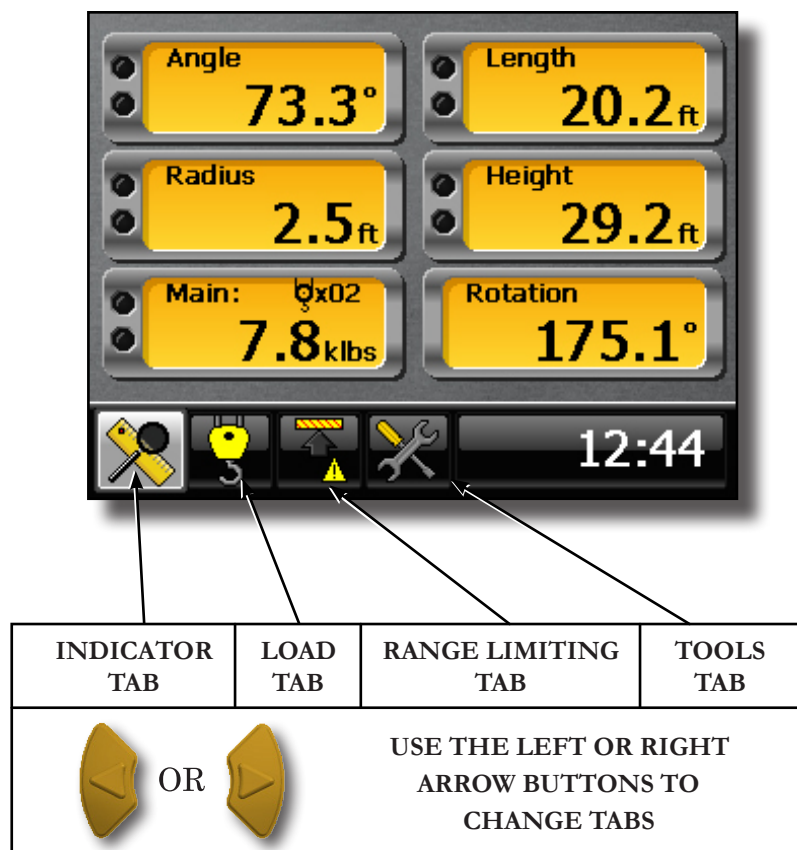 Angle
73.3°
Length
20.2ft
Radius
2.5ft
Height
29.2ft
Main: x02
7.8klbs
Rotation
175.1°
12:44
INDICATOR
TAB
LOAD
TAB
RANGE LIMITING
TAB
TOOLS
TAB
OR
USE THE LEFT OR RIGHT
ARROW BUTTONS TO
CHANGE TABS